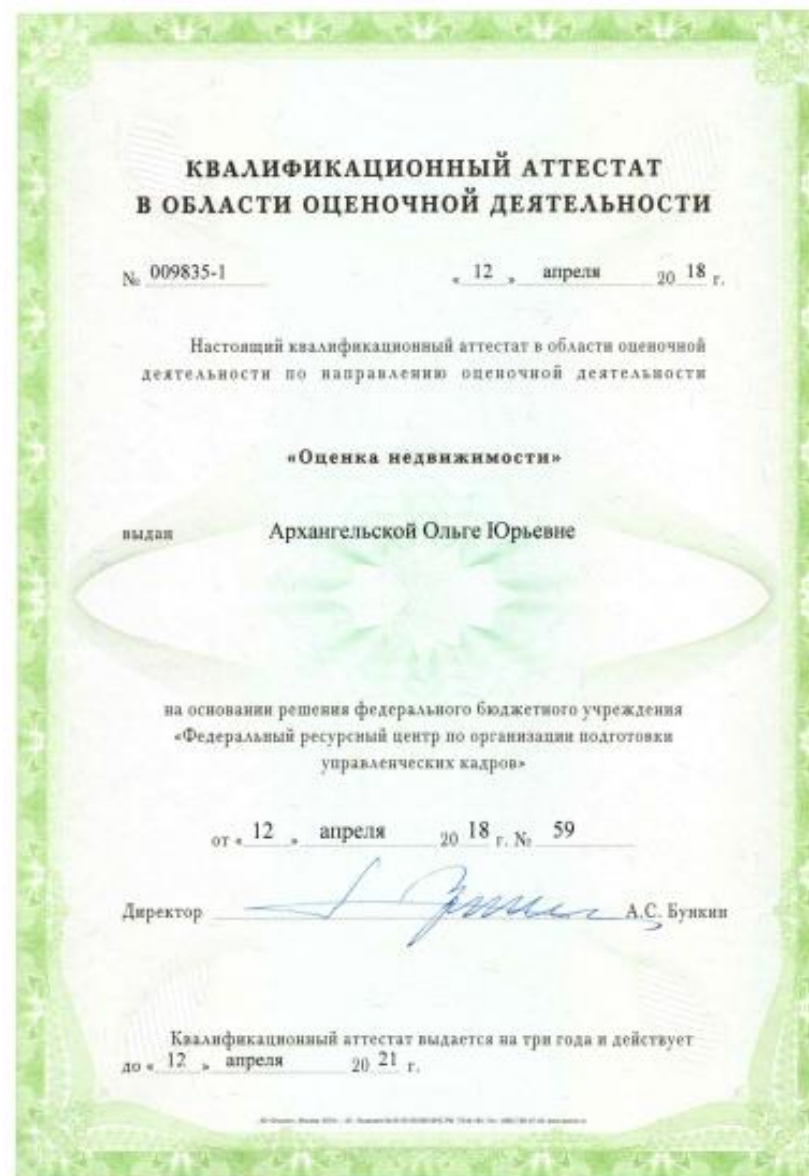 КВАЛИФИКАЦИОННЫЙ АТТЕСТАТ
В ОБЛАСТИ ОЦЕНОЧНОЙ ДЕЯТЕЛЬНОСТИ
№ 009835-1 « 12 » апреля 20 18 г.
Настоящий квалификационный аттестат в области оценочной
деятельности по направлению оценочной деятельности
«Оценка недвижимости»
выдан Архангельской Ольге Юрьевне
на основании решения федерального бюджетного учреждения
«Федеральный ресурсный центр по организации подготовки
управленческих кадров»
от « 12 » апреля 20 18 г. № 59
Директор А.С. Бункин
Квалификационный аттестат выдается на три года и действует
до « 12 » апреля 20 21 г.